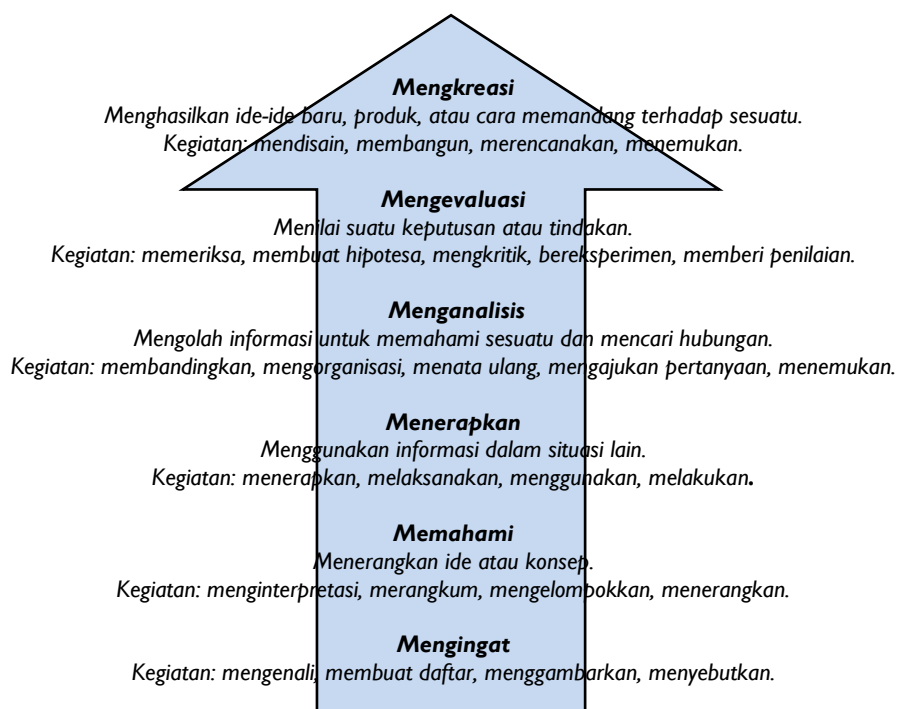 Mengkreasi
Menghasilkan ide-ide baru, produk, atau cara memandang terhadap sesuatu.
Kegiatan: mendisain, membangun, merencanakan, menemukan.
Mengevaluasi
Menilai suatu keputusan atau tindakan.
Kegiatan: memeriksa, membuat hipotesa, mengkritik, bereksperimen, memberi penilaian.
Menganalisis
Mengolah informasi untuk memahami sesuatu dan mencari hubungan.
Kegiatan: membandingkan, mengorganisasi, menata ulang, mengajukan pertanyaan, menemukan.
Menerapkan
Menggunakan informasi dalam situasi lain.
Kegiatan: menerapkan, melaksanakan, menggunakan, melakukan.
Memahami
Menerangkan ide atau konsep.
Kegiatan: menginterpretasi, merangkum, mengelompokkan, menerangkan.
Mengingat
Kegiatan: mengenali, membuat daftar, menggambarkan, menyebutkan.